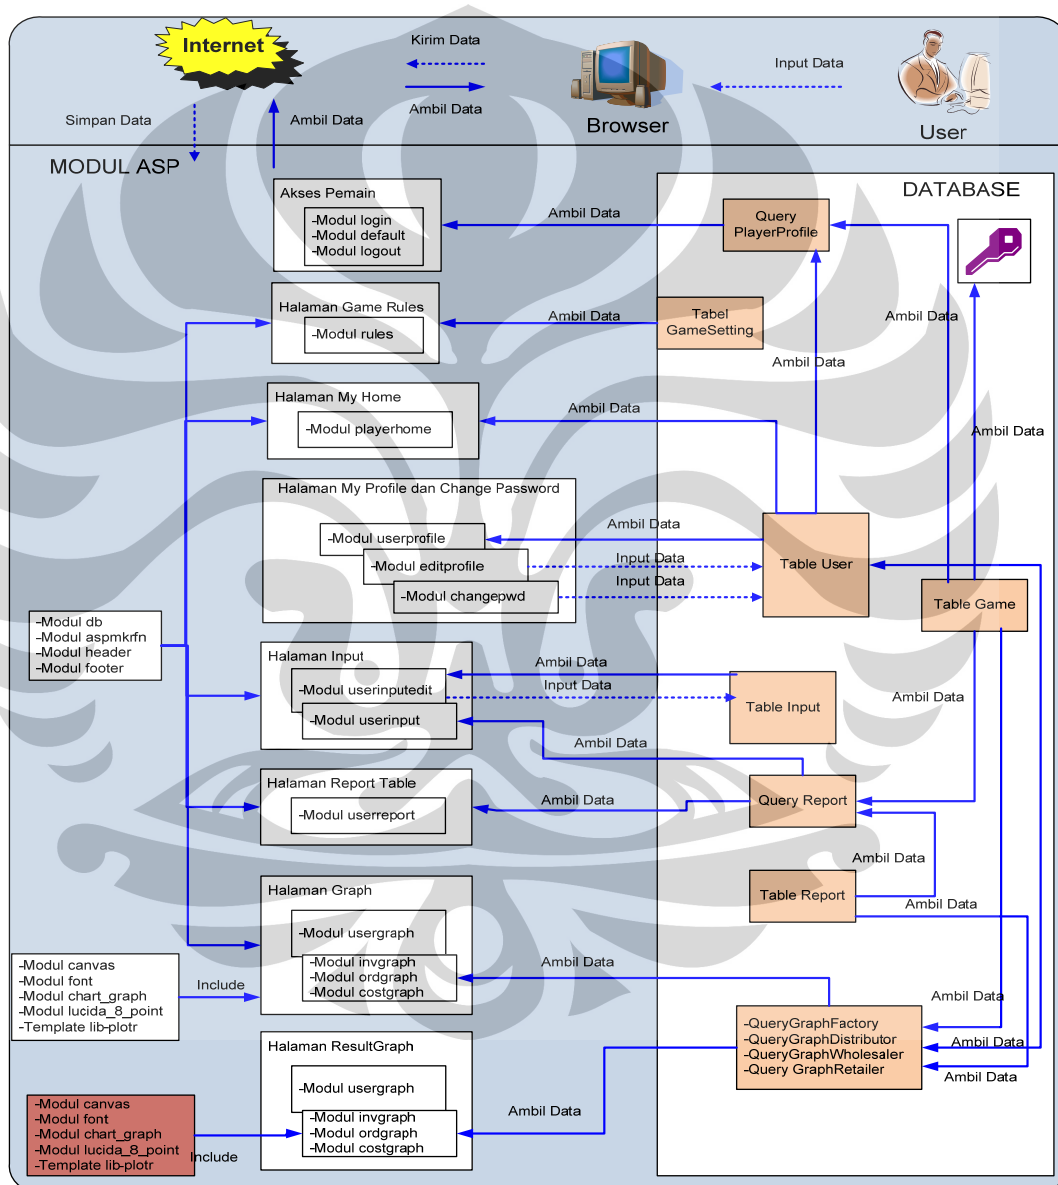 Internet
Kirim Data
Input Data
Simpan Data
Ambil Data
Ambil Data
Browser
User
MODUL ASP
DATABASE
Akses Pemain
-Modul login
-Modul default
-Modul logout
Ambil Data
Query
PlayerProfile
Halaman Game Rules
-Modul rules
Ambil Data
Tabel
GameSetting
Ambil Data
Ambil Data
Halaman My Home
-Modul playerhome
Ambil Data
Ambil Data
Halaman My Profile dan Change Password
-Modul userprofile
-Modul editprofile
-Modul changepwd
Ambil Data
Input Data
Input Data
Table User
Table Game
-Modul db
-Modul aspmkrfn
-Modul header
-Modul footer
Halaman Input
-Modul userinputedit
-Modul userinput
Ambil Data
Input Data
Table Input
Ambil Data
Ambil Data
Halaman Report Table
-Modul userreport
Ambil Data
Query Report
Ambil Data
Table Report
Ambil Data
Halaman Graph
-Modul usergraph
-Modul invgraph
-Modul ordgraph
-Modul costgraph
Ambil Data
-Modul canvas
-Modul font
-Modul chart_graph
-Modul lucida_8_point
-Template lib-plotr
Include
Ambil Data
-QueryGraphFactory
-QueryGraphDistributor
-QueryGraphWholesaler
-Query GraphRetailer
Ambil Data
Ambil Data
Halaman ResultGraph
-Modul usergraph
-Modul invgraph
-Modul ordgraph
-Modul costgraph
Ambil Data
-Modul canvas
-Modul font
-Modul chart_graph
-Modul lucida_8_point
-Template lib-plotr
Include